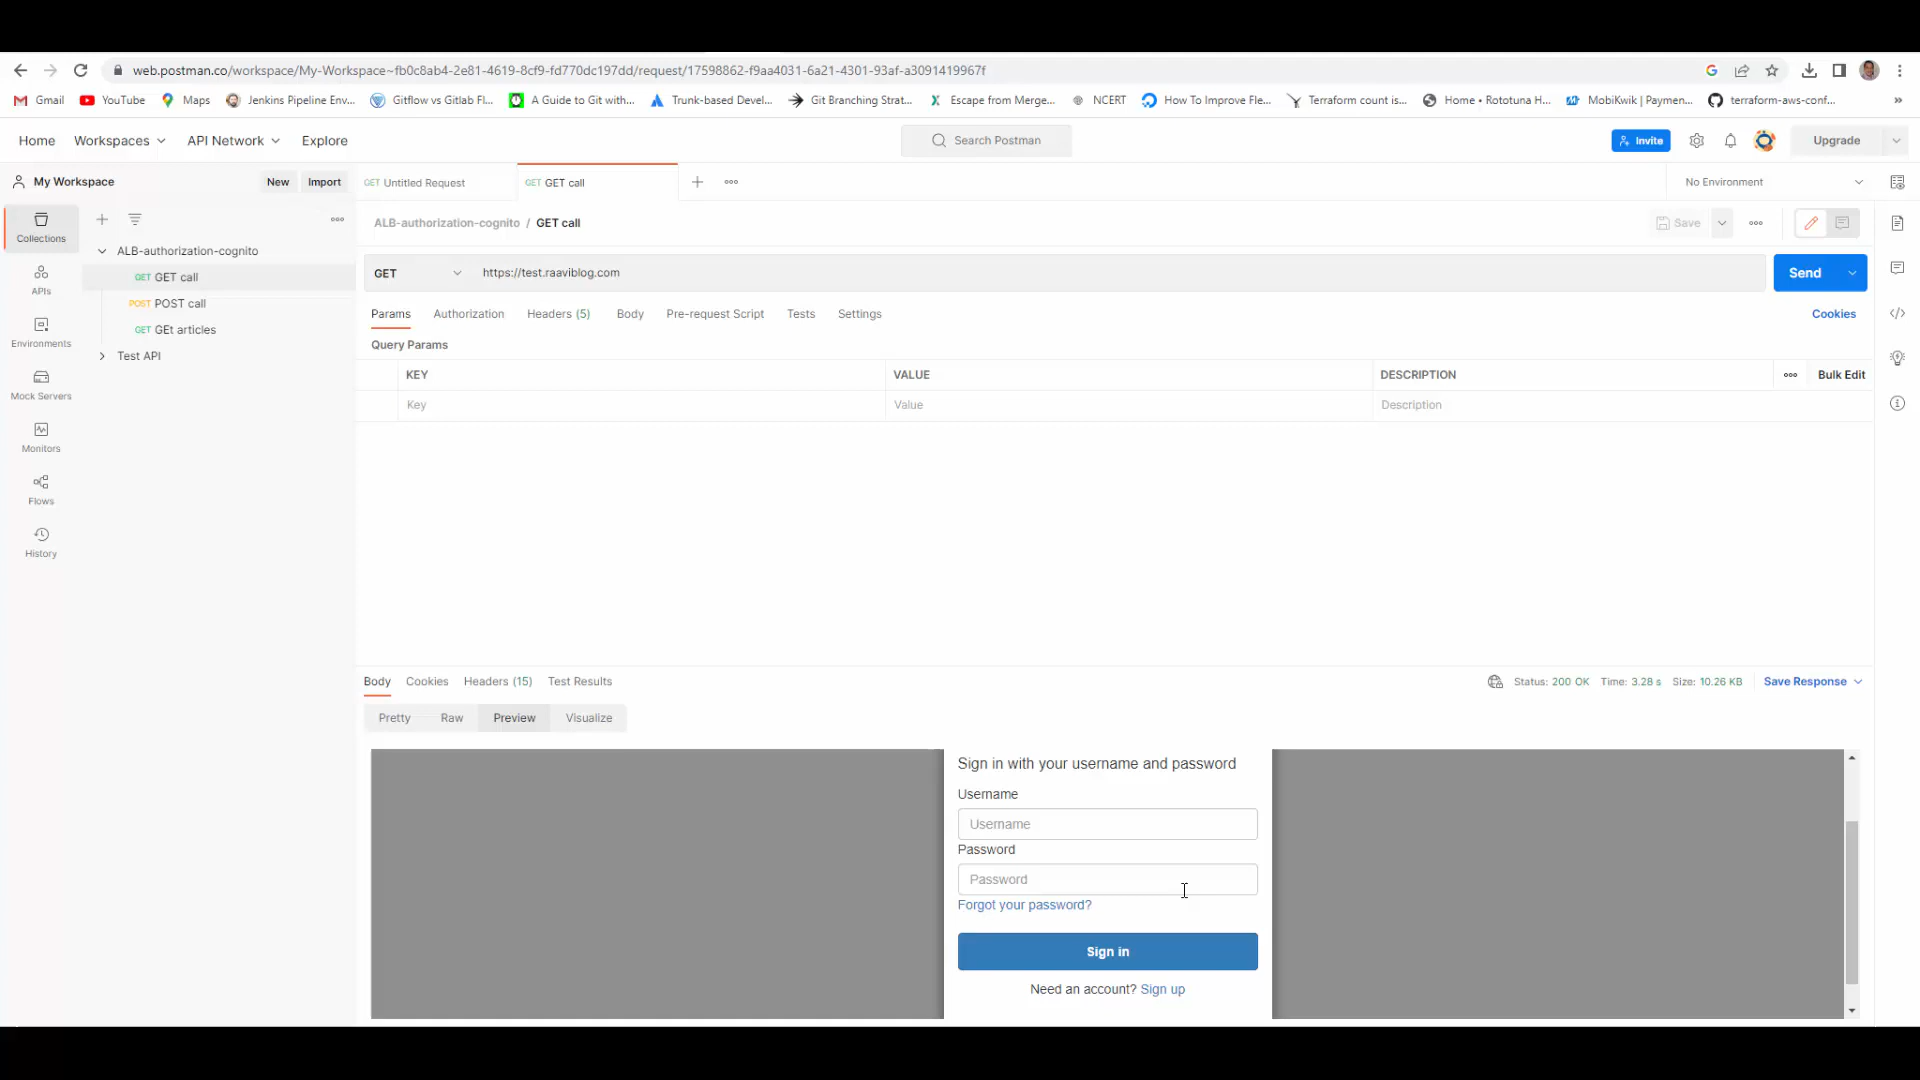 web.postman.co/workspace/My-Workspace~fb0c8ab4-2e81-4619-8cf9-fd770dc197dd/request/17598862-f9aa4031-6a21-4301-93af-a3091419967f
Gmail YouTube Maps Jenkins Pipeline Env... Gitflow vs Gitlab Fl... A Guide to Git with... Trunk-based Devel... Git Branching Strat... Escape from Merge... NCERT How To Improve Fle... Terraform count is... Home • Rototuna H... MobiKwik | Paymen... terraform-aws-conf... »
Home Workspaces API Network Explore Search Postman Invite Upgrade
My Workspace New Import GET Untitled Request GET GET call No Environment
Collections
ALB-authorization-cognito / GET call Save
ALB-authorization-cognito
GET GET call
POST POST call
GET GEt articles
Test API
APIs
Environments
Mock Servers
Monitors
Flows
History
GET https://test.raaviblog.com Send
Params Authorization Headers (5) Body Pre-request Script Tests Settings Cookies
Query Params
KEY VALUE DESCRIPTION Bulk Edit
Key Value Description
Body Cookies Headers (15) Test Results Status: 200 OK Time: 3.28 s Size: 10.26 KB Save Response
Pretty Raw Preview Visualize
Sign in with your username and password
Username
Username
Password
Password
Forgot your password?
Sign in
Need an account? Sign up